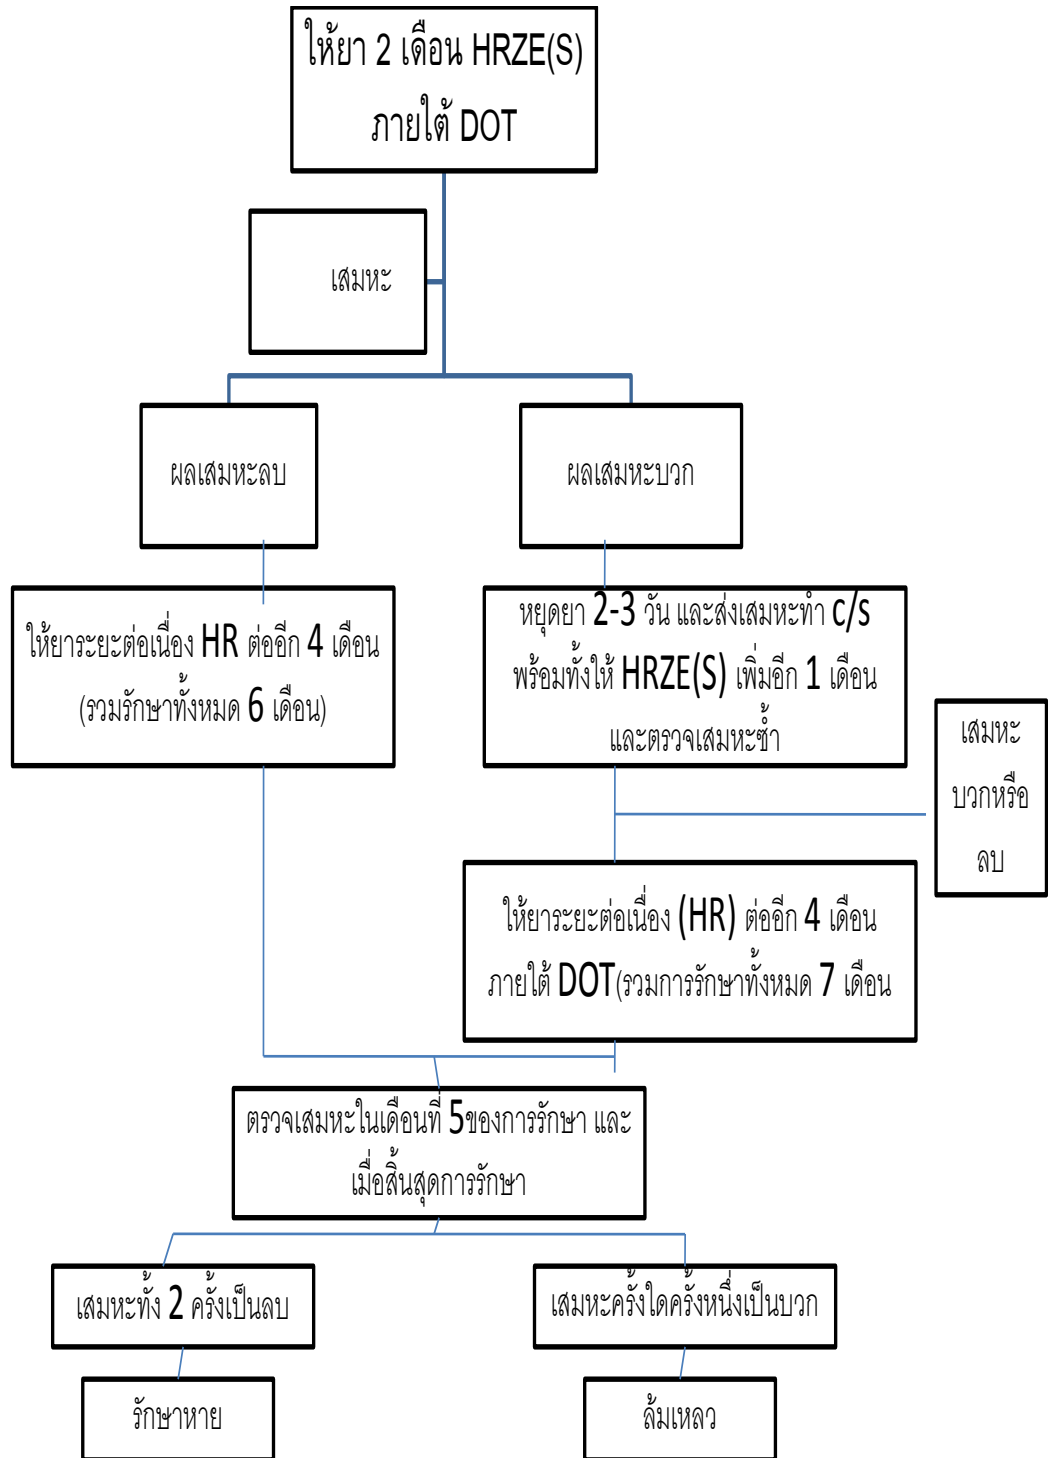 ให้ยา 2 เดือน HRZE(S)
ภายใต้ DOT
เสมหะ
ผลเสมหะลบ
ผลเสมหะบวก
ให้ยาระยะต่อเนื่อง HR ต่ออีก 4 เดือน
(รวมรักษาทั้งหมด 6 เดือน)
หยุดยา 2-3 วัน และส่งเสมหะทำ c/s
พร้อมทั้งให้ HRZE(S) เพิ่มอีก 1 เดือน
และตรวจเสมหะซ้ำ
เสมหะ
บวกหรือ
ลบ
ให้ยาระยะต่อเนื่อง (HR) ต่ออีก 4 เดือน
ภายใต้ DOT(รวมการรักษาทั้งหมด 7 เดือน
ตรวจเสมหะในเดือนที่ 5ของการรักษา และ
เมื่อสิ้นสุดการรักษา
เสมหะทั้ง 2 ครั้งเป็นลบ
เสมหะครั้งใดครั้งหนึ่งเป็นบวก
รักษาหาย
ล้มเหลว